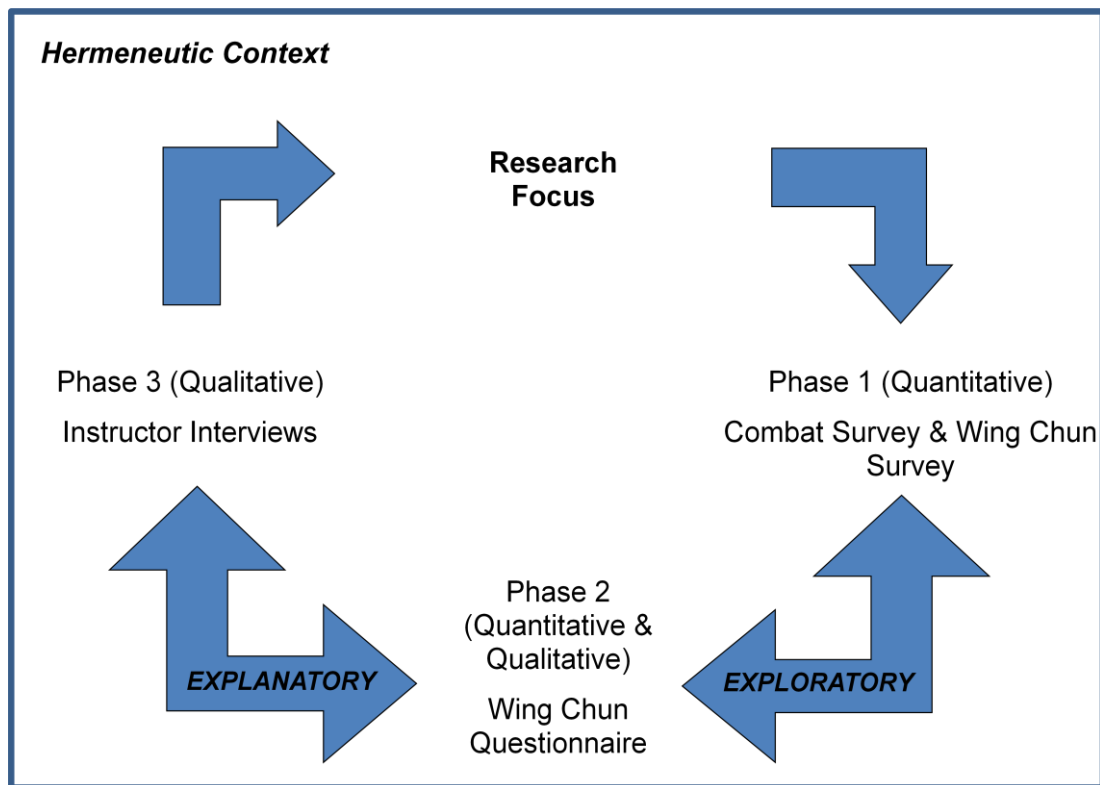 Hermeneutic Context
Research
Focus
Phase 3 (Qualitative)
Instructor Interviews
Phase 1 (Quantitative)
Combat Survey & Wing Chun
Survey
Phase 2
(Quantitative &
Qualitative)
Wing Chun
Questionnaire
EXPLANATORY
EXPLORATORY